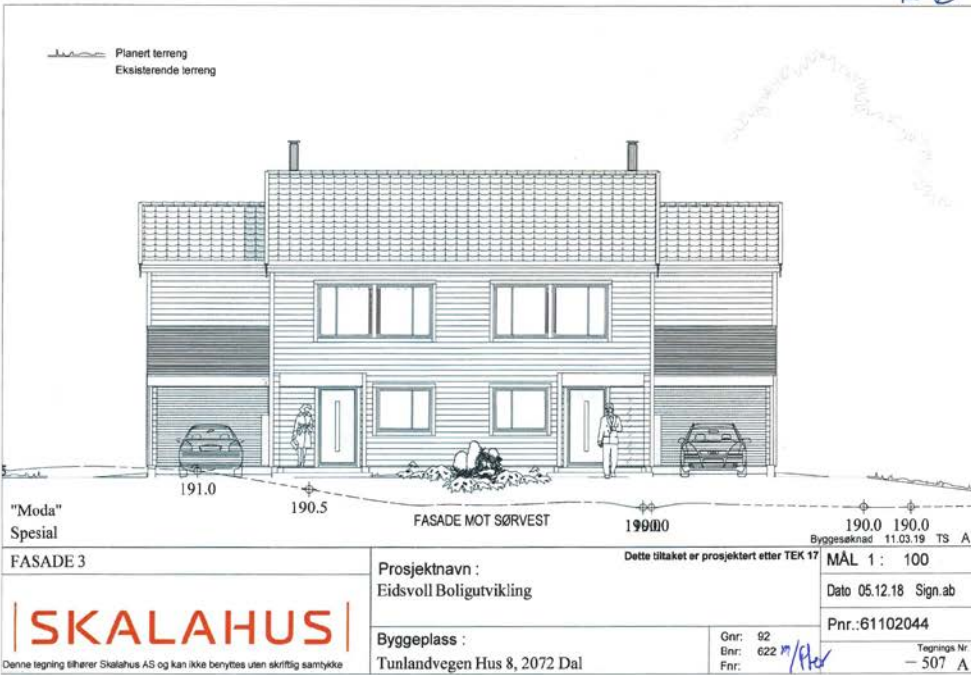 Planert terreng
Eksisterende terreng
191.0
190.5
190.0
190.0
"Moda"
Spesial
FASADE MOT SØRVEST
Byggesøknad 11.03.19 TS A
FASADE 3
Dette tiltaket er prosjektert etter TEK 17
MÅL 1 : 100
Prosjektnavn :
Eidsvoll Boligutvikling
Dato 05.12.18 Sign.ab
SKALAHUS
Pnr.:61102044
Byggeplass :
Tunlandvegen Hus 8, 2072 Dal
Gnr: 92
Bnr: 622
Fnr:
Tegnings Nr.
— 507 A
Denne tegning tilhører Skalahus AS og kan ikke benyttes uten skriftlig samtykke